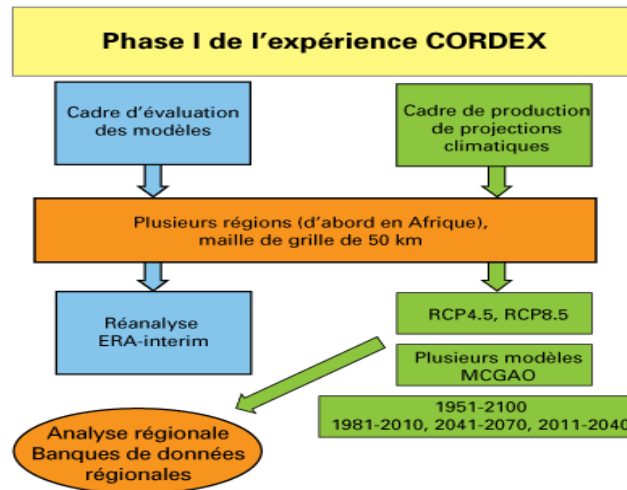 Phase I de l’expérience CORDEX
Cadre d’évaluation
des modèles
Cadre de production
de projections
climatiques
Plusieurs régions (d’abord en Afrique),
maille de grille de 50 km
Réanalyse
ERA-interim
RCP4.5, RCP8.5
Plusieurs modèles
MCGAO
1951-2100
1981-2010, 2041-2070, 2011-2040
Analyse régionale
Banques de données
régionales